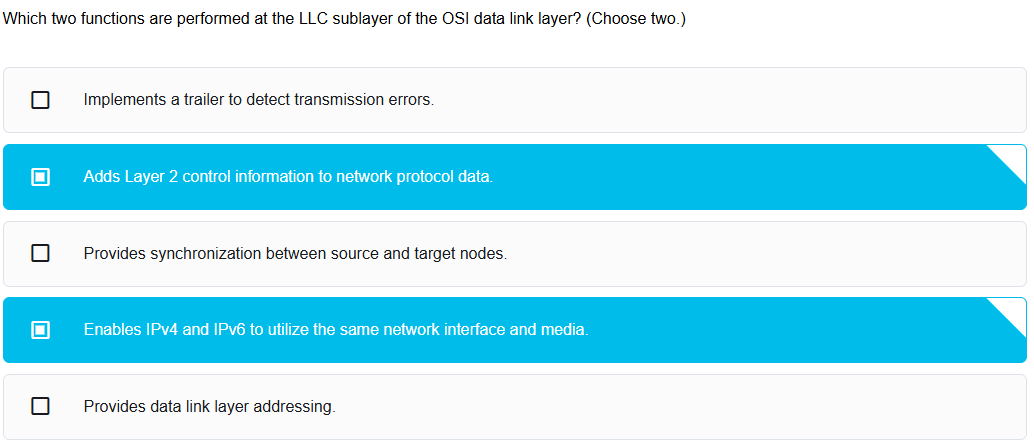 Which two functions are performed at the LLC sublayer of the OSI data link layer? (Choose two.)
Implements a trailer to detect transmission errors.
Adds Layer 2 control information to network protocol data.
Provides synchronization between source and target nodes.
Enables IPv4 and IPv6 to utilize the same network interface and media.
Provides data link layer addressing.